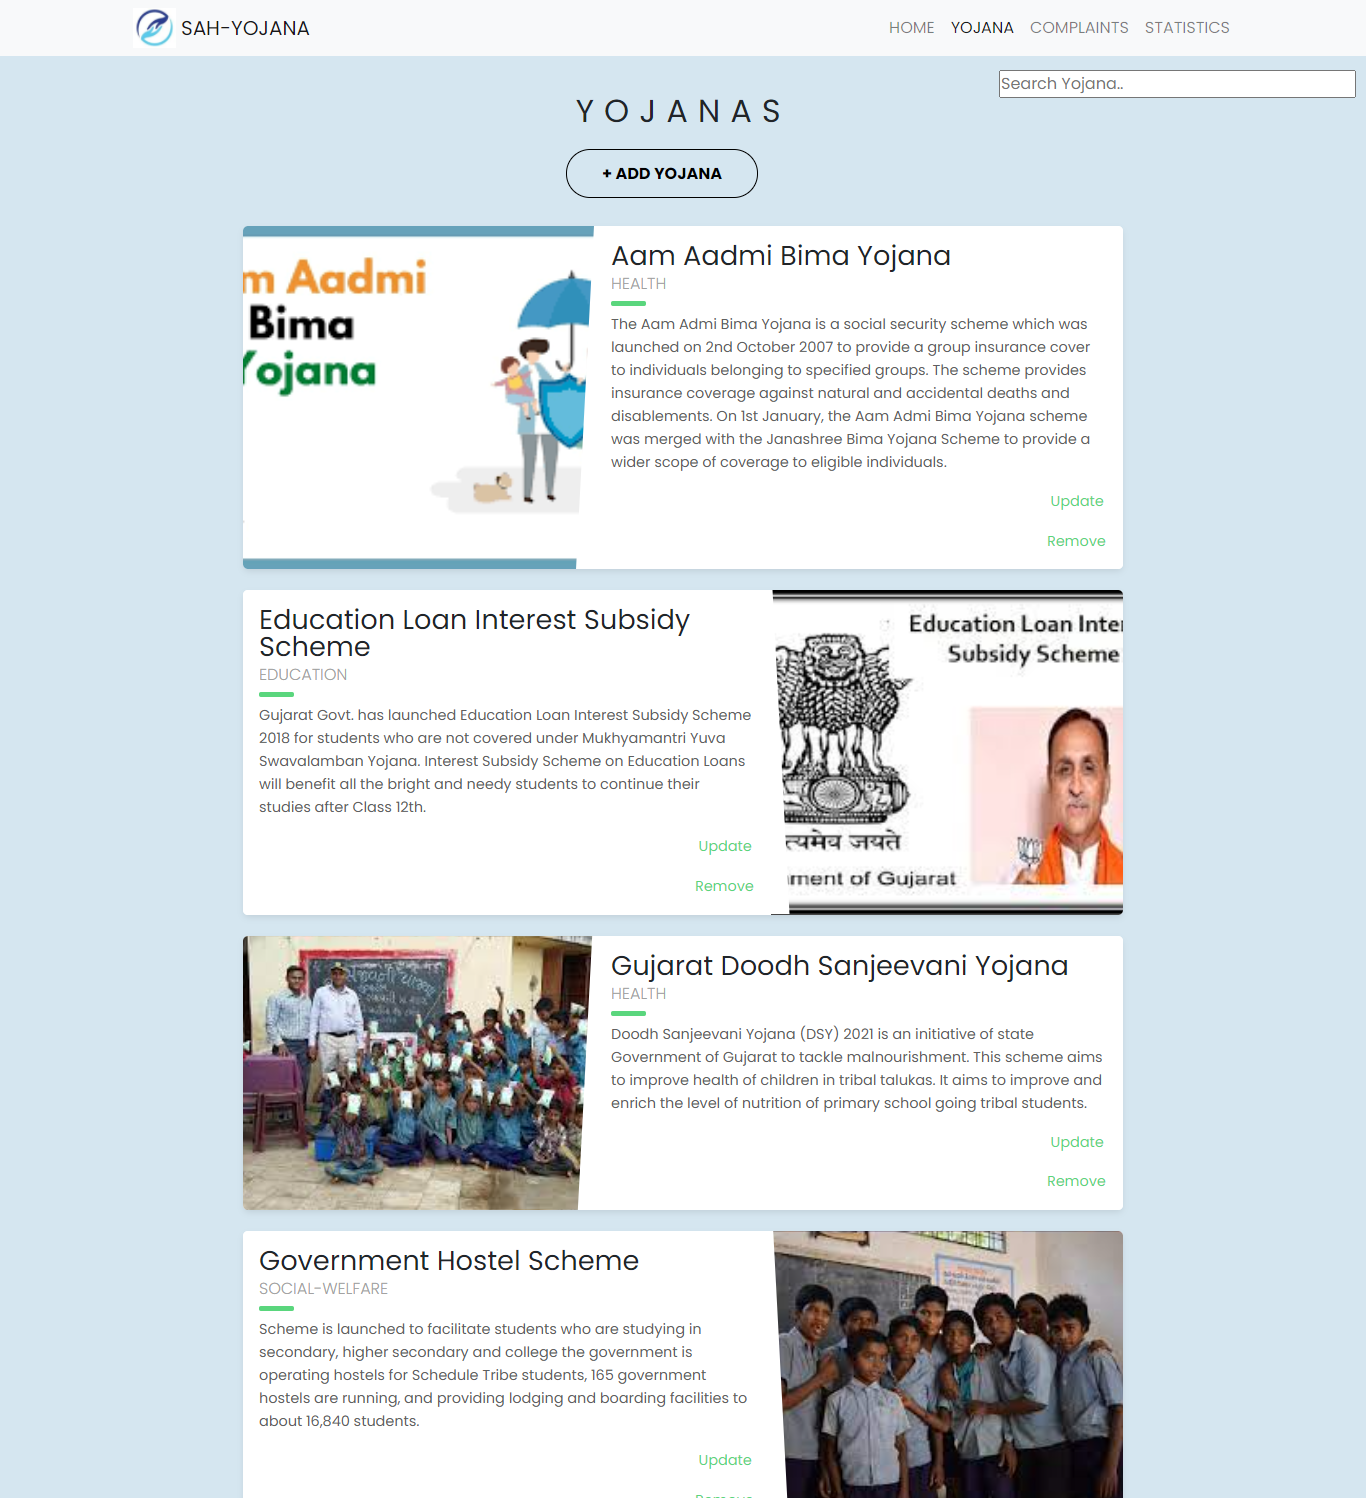 SAH-YOJANA
HOME YOJANA COMPLAINTS STATISTICS
Search Yojana..
YOJANAS
+ ADD YOJANA
m Aadmi
Bima
Yojana
Aam Aadmi Bima Yojana
HEALTH
The Aam Admi Bima Yojana is a social security scheme which was
launched on 2nd October 2007 to provide a group insurance cover
to individuals belonging to specified groups. The scheme provides
insurance coverage against natural and accidental deaths and
disablements. On 1st January, the Aam Admi Bima Yojana scheme
was merged with the Janashree Bima Yojana Scheme to provide a
wider scope of coverage to eligible individuals.
Update
Remove
Education Loan Interest Subsidy
Scheme
EDUCATION
Gujarat Govt. has launched Education Loan Interest Subsidy Scheme
2018 for students who are not covered under Mukhyamantri Yuva
Swavalamban Yojana. Interest Subsidy Scheme on Education Loans
will benefit all the bright and needy students to continue their
studies after Class 12th.
Update
Remove
Education Loan Inter
Subsidy Scheme
त्यमेव जयते
nment of Gujarat
Gujarat Doodh Sanjeevani Yojana
HEALTH
Doodh Sanjeevani Yojana (DSY) 2021 is an initiative of state
Government of Gujarat to tackle malnourishment. This scheme aims
to improve health of children in tribal talukas. It aims to improve and
enrich the level of nutrition of primary school going tribal students.
Update
Remove
Government Hostel Scheme
SOCIAL-WELFARE
Scheme is launched to facilitate students who are studying in
secondary, higher secondary and college the government is
operating hostels for Schedule Tribe students, 165 government
hostels are running, and providing lodging and boarding facilities to
about 16,840 students.
Update
Remove